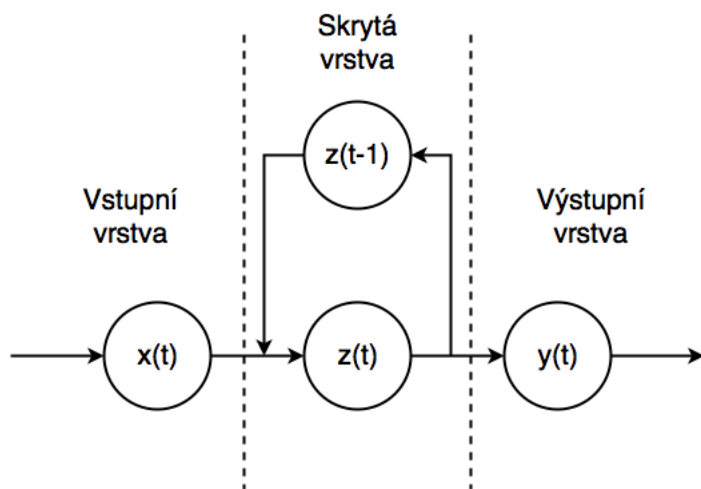 Skrytá
vrstva
z(t-1)
Vstupní
vrstva
Výstupní
vrstva
x(t)
z(t)
y(t)